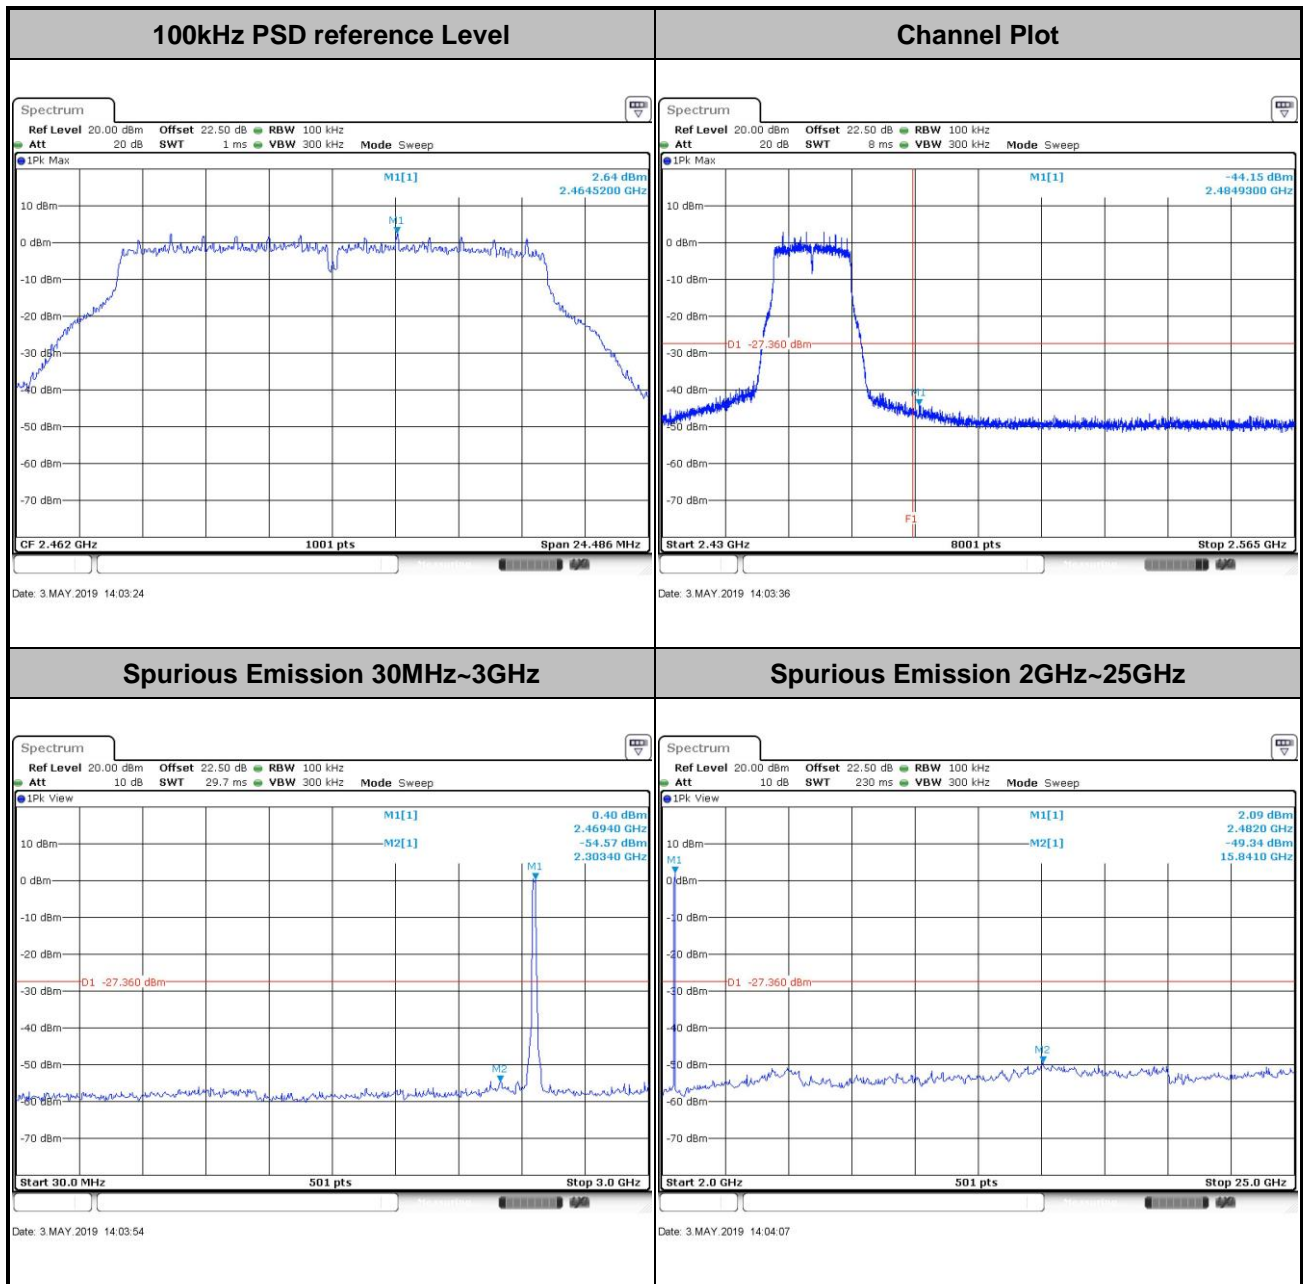 100kHz PSD reference Level
Channel Plot
Spectrum
Ref Level 20.00 dBm Offset 22.50 dB RBW 100 kHz
Att 20 dB SWT 1 ms VBW 300 kHz Mode Sweep
1Pk Max
M1[1] 2.64 dBm
2.4645200 GHz
M1
10 dBm
0 dBm
-10 dBm
-20 dBm
-30 dBm
-40 dBm
-50 dBm
-60 dBm
-70 dBm
CF 2.462 GHz 1001 pts Span 24.486 MHz
Date: 3.MAY.2019 14:03:24
Spectrum
Ref Level 20.00 dBm Offset 22.50 dB RBW 100 kHz
Att 20 dB SWT 8 ms VBW 300 kHz Mode Sweep
1Pk Max
M1[1] -44.15 dBm
2.4849300 GHz
10 dBm
0 dBm
-10 dBm
-20 dBm
D1 -27.360 dBm
-30 dBm
-40 dBm
M1
-50 dBm
-60 dBm
-70 dBm
F1
Start 2.43 GHz 8001 pts Stop 2.565 GHz
Date: 3.MAY.2019 14:03:36
Spurious Emission 30MHz~3GHz
Spurious Emission 2GHz~25GHz
Spectrum
Ref Level 20.00 dBm Offset 22.50 dB RBW 100 kHz
Att 10 dB SWT 29.7 ms VBW 300 kHz Mode Sweep
1Pk View
M1[1] 0.40 dBm
2.46940 GHz
M2[1] -54.57 dBm
2.30340 GHz
10 dBm
M1
0 dBm
-10 dBm
-20 dBm
D1 -27.360 dBm
-30 dBm
-40 dBm
-50 dBm
M2
-60 dBm
-70 dBm
Start 30.0 MHz 501 pts Stop 3.0 GHz
Date: 3.MAY.2019 14:03:54
Spectrum
Ref Level 20.00 dBm Offset 22.50 dB RBW 100 kHz
Att 10 dB SWT 230 ms VBW 300 kHz Mode Sweep
1Pk View
M1[1] 2.09 dBm
2.4820 GHz
M2[1] -49.34 dBm
15.8410 GHz
10 dBm
M1
0 dBm
-10 dBm
-20 dBm
D1 -27.360 dBm
-30 dBm
-40 dBm
M2
-50 dBm
-60 dBm
-70 dBm
Start 2.0 GHz 501 pts Stop 25.0 GHz
Date: 3.MAY.2019 14:04:07